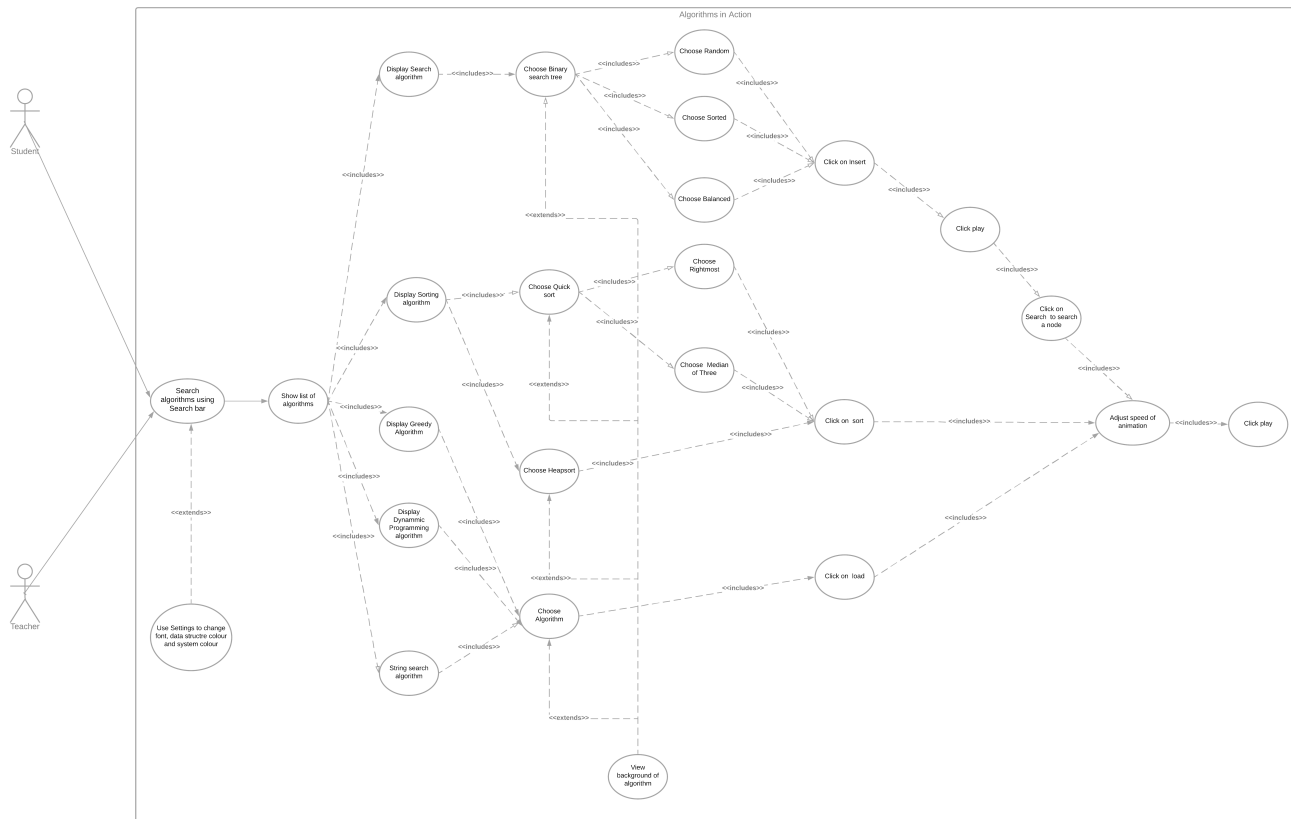 Algorithms in Action
Student
Teacher
Search
algorithms using
Search bar
<<extends>>
Use Settings to change
font, data structre colour
and system colour
Show list of
algorithms
<<includes>>
<<includes>>
<<includes>>
<<includes>>
<<includes>>
Display Search
algorithm
<<includes>>
Display Sorting
algorithm
<<includes>>
<<includes>>
Display Greedy
Algorithm
<<includes>>
Display
Dynammic
Programming
algorithm
<<includes>>
String search
algorithm
<<includes>>
Choose Binary
search tree
<<includes>>
<<includes>>
<<includes>>
<<extends>>
Choose Quick
sort
<<includes>>
<<includes>>
<<extends>>
Choose Heapsort
<<includes>>
<<includes>>
<<extends>>
Choose
Algorithm
<<includes>>
<<extends>>
View
background of
algorithm
Choose Random
<<includes>>
Choose Sorted
<<includes>>
Choose Balanced
<<includes>>
Choose
Rightmost
<<includes>>
Choose Median
of Three
<<includes>>
Click on Insert
<<includes>>
Click play
<<includes>>
Click on
Search to search
a node
<<includes>>
Click on sort
<<includes>>
Click on load
<<includes>>
Adjust speed of
animation
<<includes>>
Click play